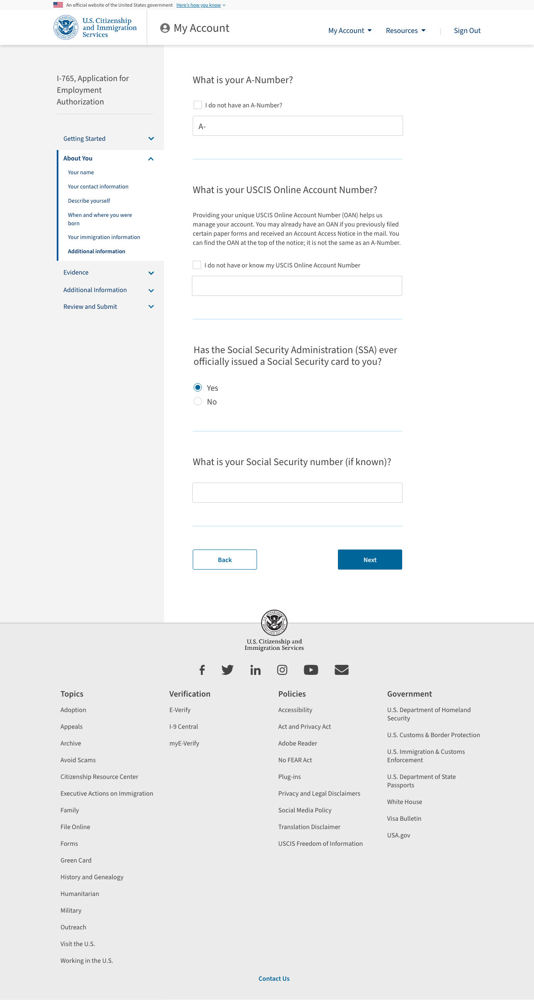 An official website of the United States government Here's how you know
U.S. Citizenship
and Immigration
Services
My Account
My Account
Resources
Sign Out
I-765, Application for
Employment
Authorization
Getting Started
About You
Your name
Your contact information
Describe yourself
When and where you were
born
Your immigration information
Additional information
Evidence
Additional Information
Review and Submit
What is your A-Number?
I do not have an A-Number?
A-
What is your USCIS Online Account Number?
Providing your unique USCIS Online Account Number (OAN) helps us
manage your account. You may already have an OAN if you previously filed
certain paper forms and received an Account Access Notice in the mail. You
can find the OAN at the top of the notice; it is not the same as an A-Number.
I do not have or know my USCIS Online Account Number
Has the Social Security Administration (SSA) ever
officially issued a Social Security card to you?
Yes
No
What is your Social Security number (if known)?
Back
Next
U.S. DEPARTMENT OF
HOMELAND SECURITY
U.S. Citizenship and
Immigration Services
Topics
Adoption
Appeals
Archive
Avoid Scams
Citizenship Resource Center
Executive Actions on Immigration
Family
File Online
Forms
Green Card
History and Genealogy
Humanitarian
Military
Outreach
Visit the U.S.
Working in the U.S.
Verification
E-Verify
I-9 Central
myE-Verify
Policies
Accessibility
Act and Privacy Act
Adobe Reader
No FEAR Act
Plug-ins
Privacy and Legal Disclaimers
Social Media Policy
Translation Disclaimer
USCIS Freedom of Information
Government
U.S. Department of Homeland
Security
U.S. Customs & Border Protection
U.S. Immigration & Customs
Enforcement
U.S. Department of State
Passports
White House
Visa Bulletin
USA.gov
Contact Us